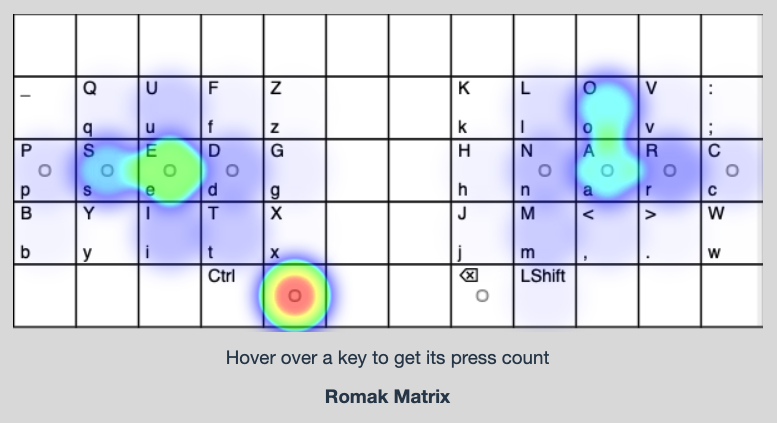 _ Q U F Z K L O V :
q u f z k l o v ;
P S E D G H N A R C
p s e d g h n a r c
B Y I T X J M < > W
b y i t x j m , . w
Ctrl ⌫ LShift
Hover over a key to get its press count
Romak Matrix